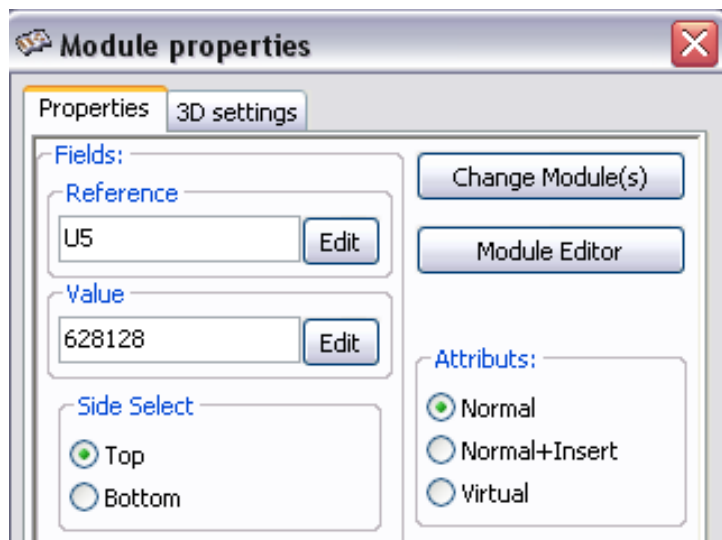 Module properties
Properties
3D settings
Fields:
Reference
U5
Edit
Value
628128
Edit
Side Select
Top
Bottom
Change Module(s)
Module Editor
Attributs:
Normal
Normal+Insert
Virtual